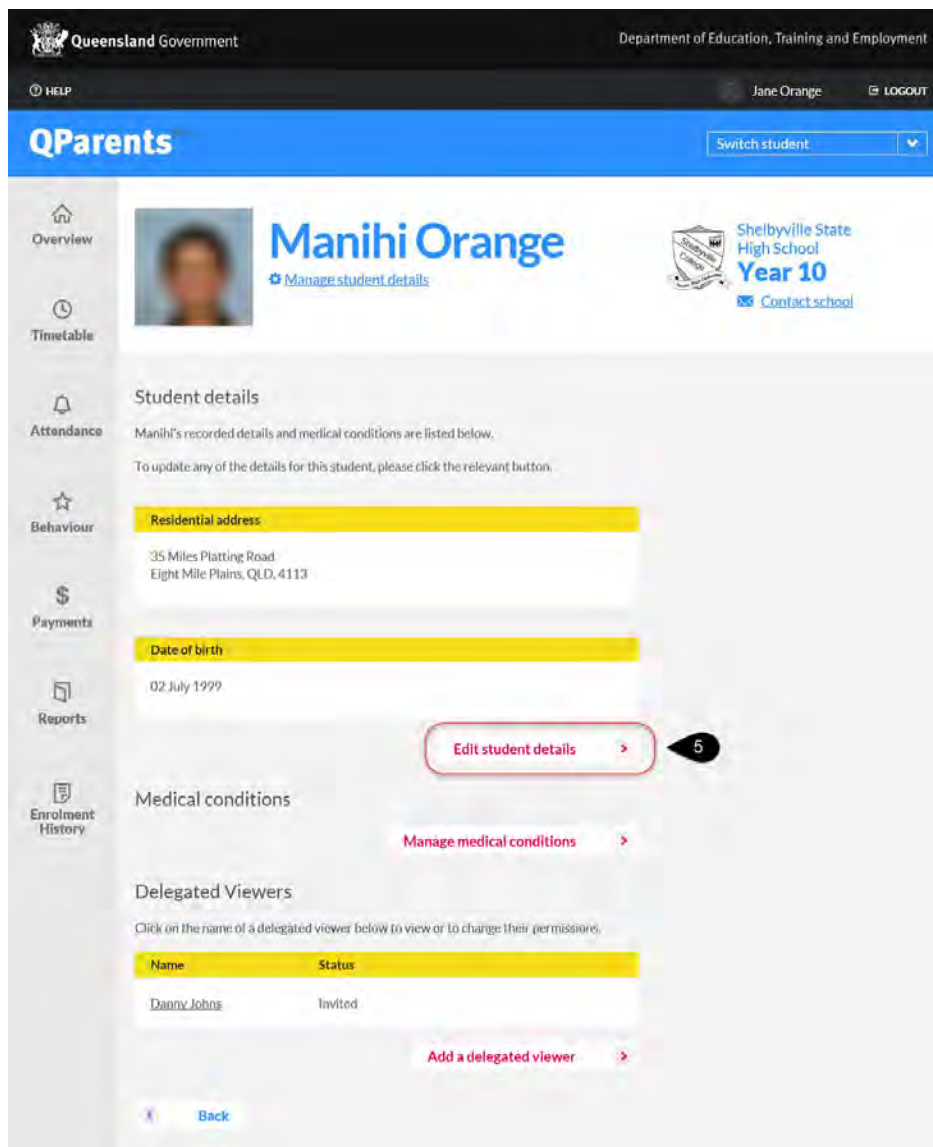 Queensland Government
Department of Education, Training and Employment
HELP
Jane Orange
LOGOUT
QParents
Switch student
Overview
Timetable
Attendance
Behaviour
Payments
Reports
Enrolment
History
Manihi Orange
Manage student details
Shelbyville
College
Shelbyville State
High School
Year 10
Contact school
Student details
Manihi's recorded details and medical conditions are listed below.
To update any of the details for this student, please click the relevant button.
Residential address
35 Miles Platting Road
Eight Mile Plains, QLD, 4113
Date of birth
02 July 1999
Edit student details >
5
Medical conditions
Manage medical conditions >
Delegated Viewers
Click on the name of a delegated viewer below to view or to change their permissions.
Name Status
Danny Johns Invited
Add a delegated viewer >
Back